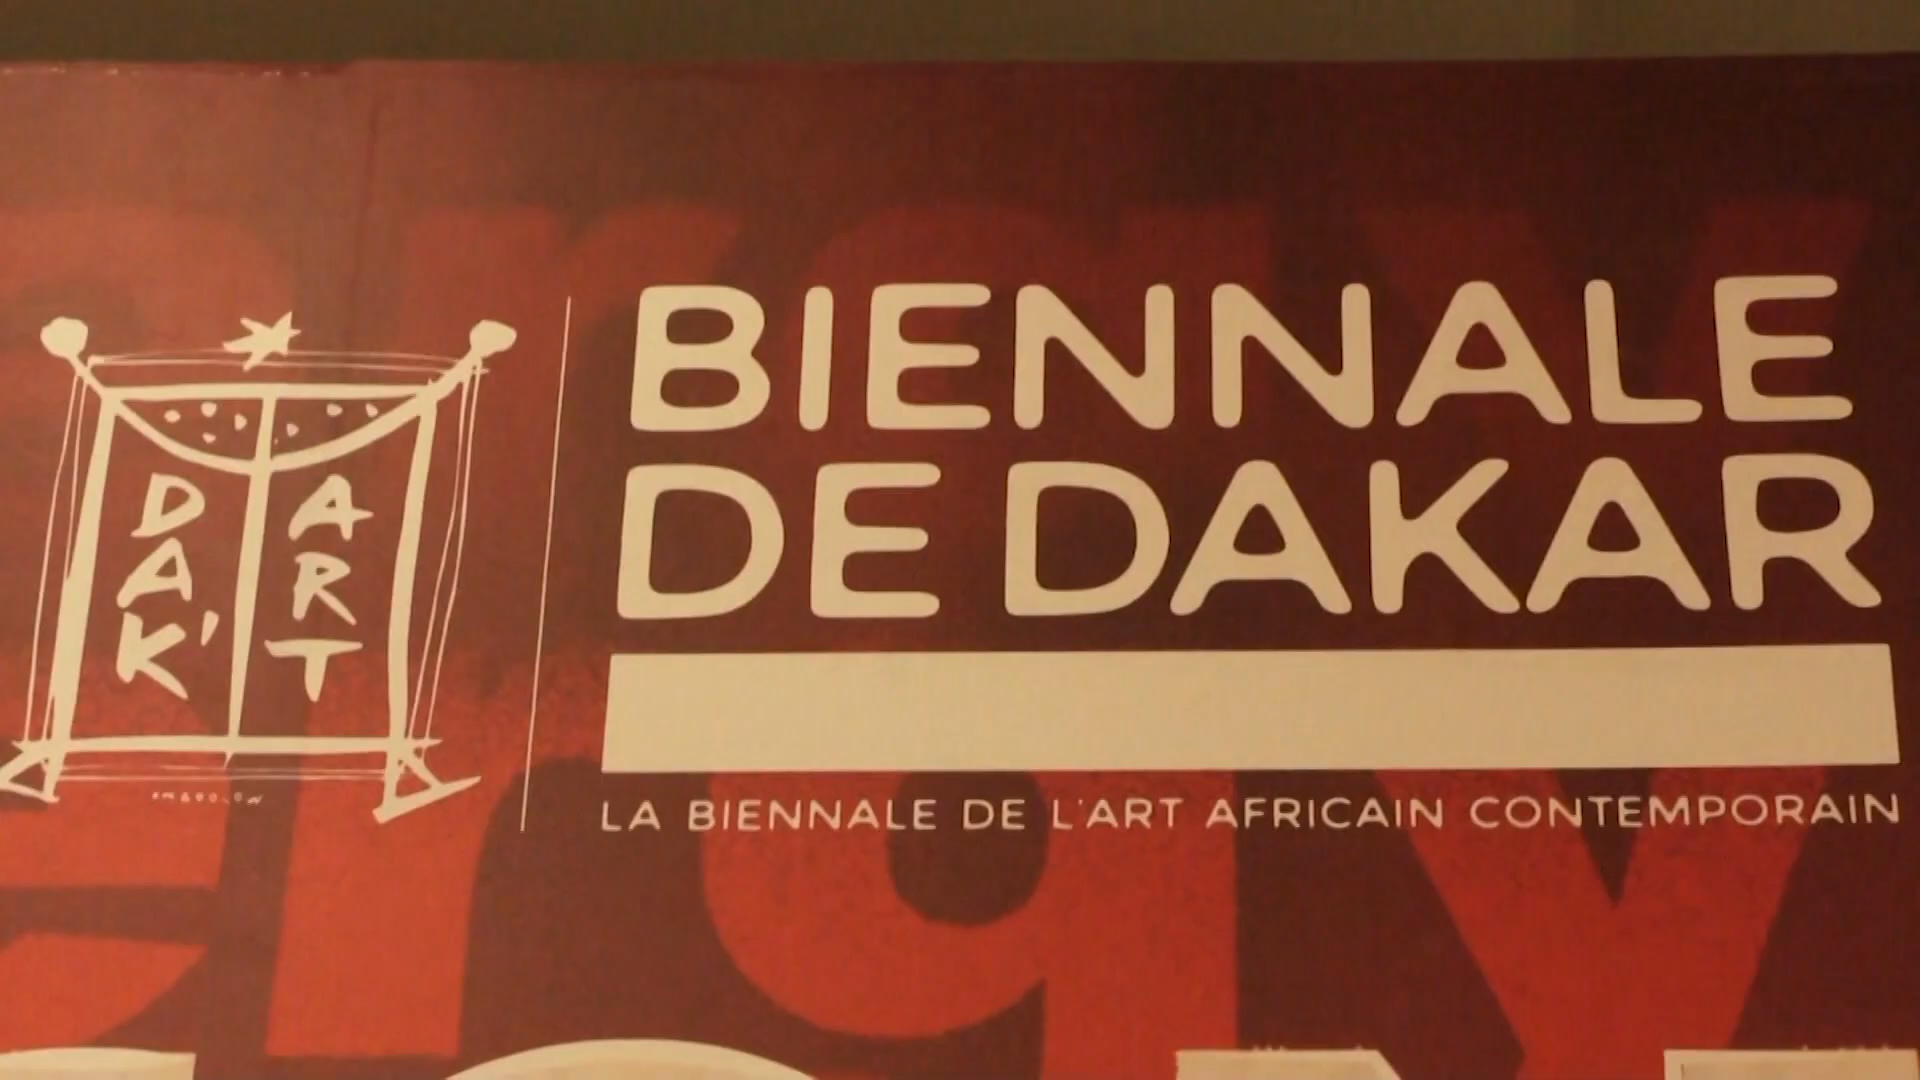 DAK'
ART
BIENNALE
DE DAKAR
LA BIENNALE DE L'ART AFRICAIN CONTEMPORAIN